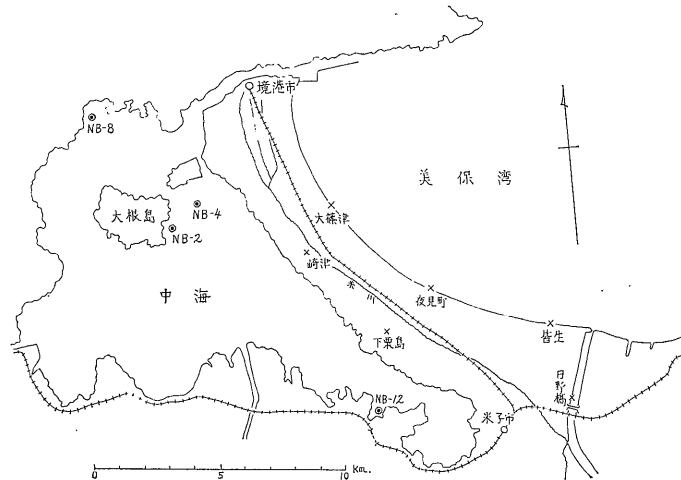 境港市
NB-8
美保湾
大根島
NB-4
NB-2
大篠津
崎津
中海
米川
夜見町
下粟島
皆生
日野橋
NB-12
米子市
0 5 10 Km.